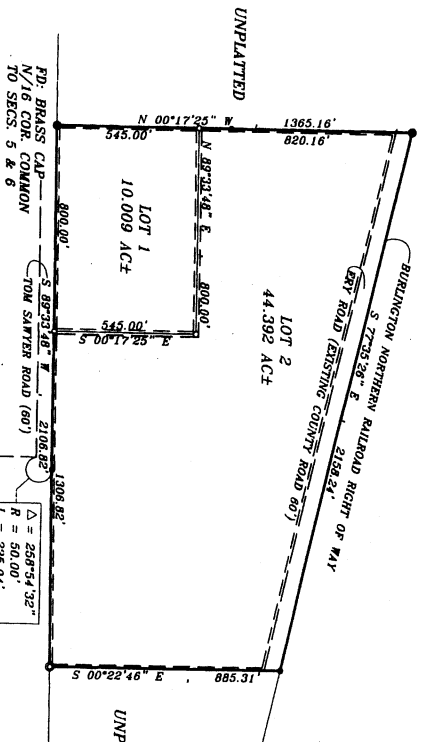 UNPLATTED
N 00°17'25" W
1365.16'
545.00'
820.16'
BURLINGTON NORTHERN RAILROAD RIGHT OF WAY
S 77°35'26" E 2158.24'
FRY ROAD (EXISTING COUNTY ROAD 60')
N 89°33'48" E 800.00'
LOT 1
10.009 AC±
LOT 2
44.392 AC±
545.00'
S 00°17'25" E
800.00'
1306.82'
S 89°33'48" W, 2106.82'
TOM SAWYER ROAD (60')
FD: BRASS CAP
N/16 COR. COMMON
TO SECS. 5 & 6
S 00°22'46" E, 885.31'
△ = 258°54'32"
R = 50.00'
UNP